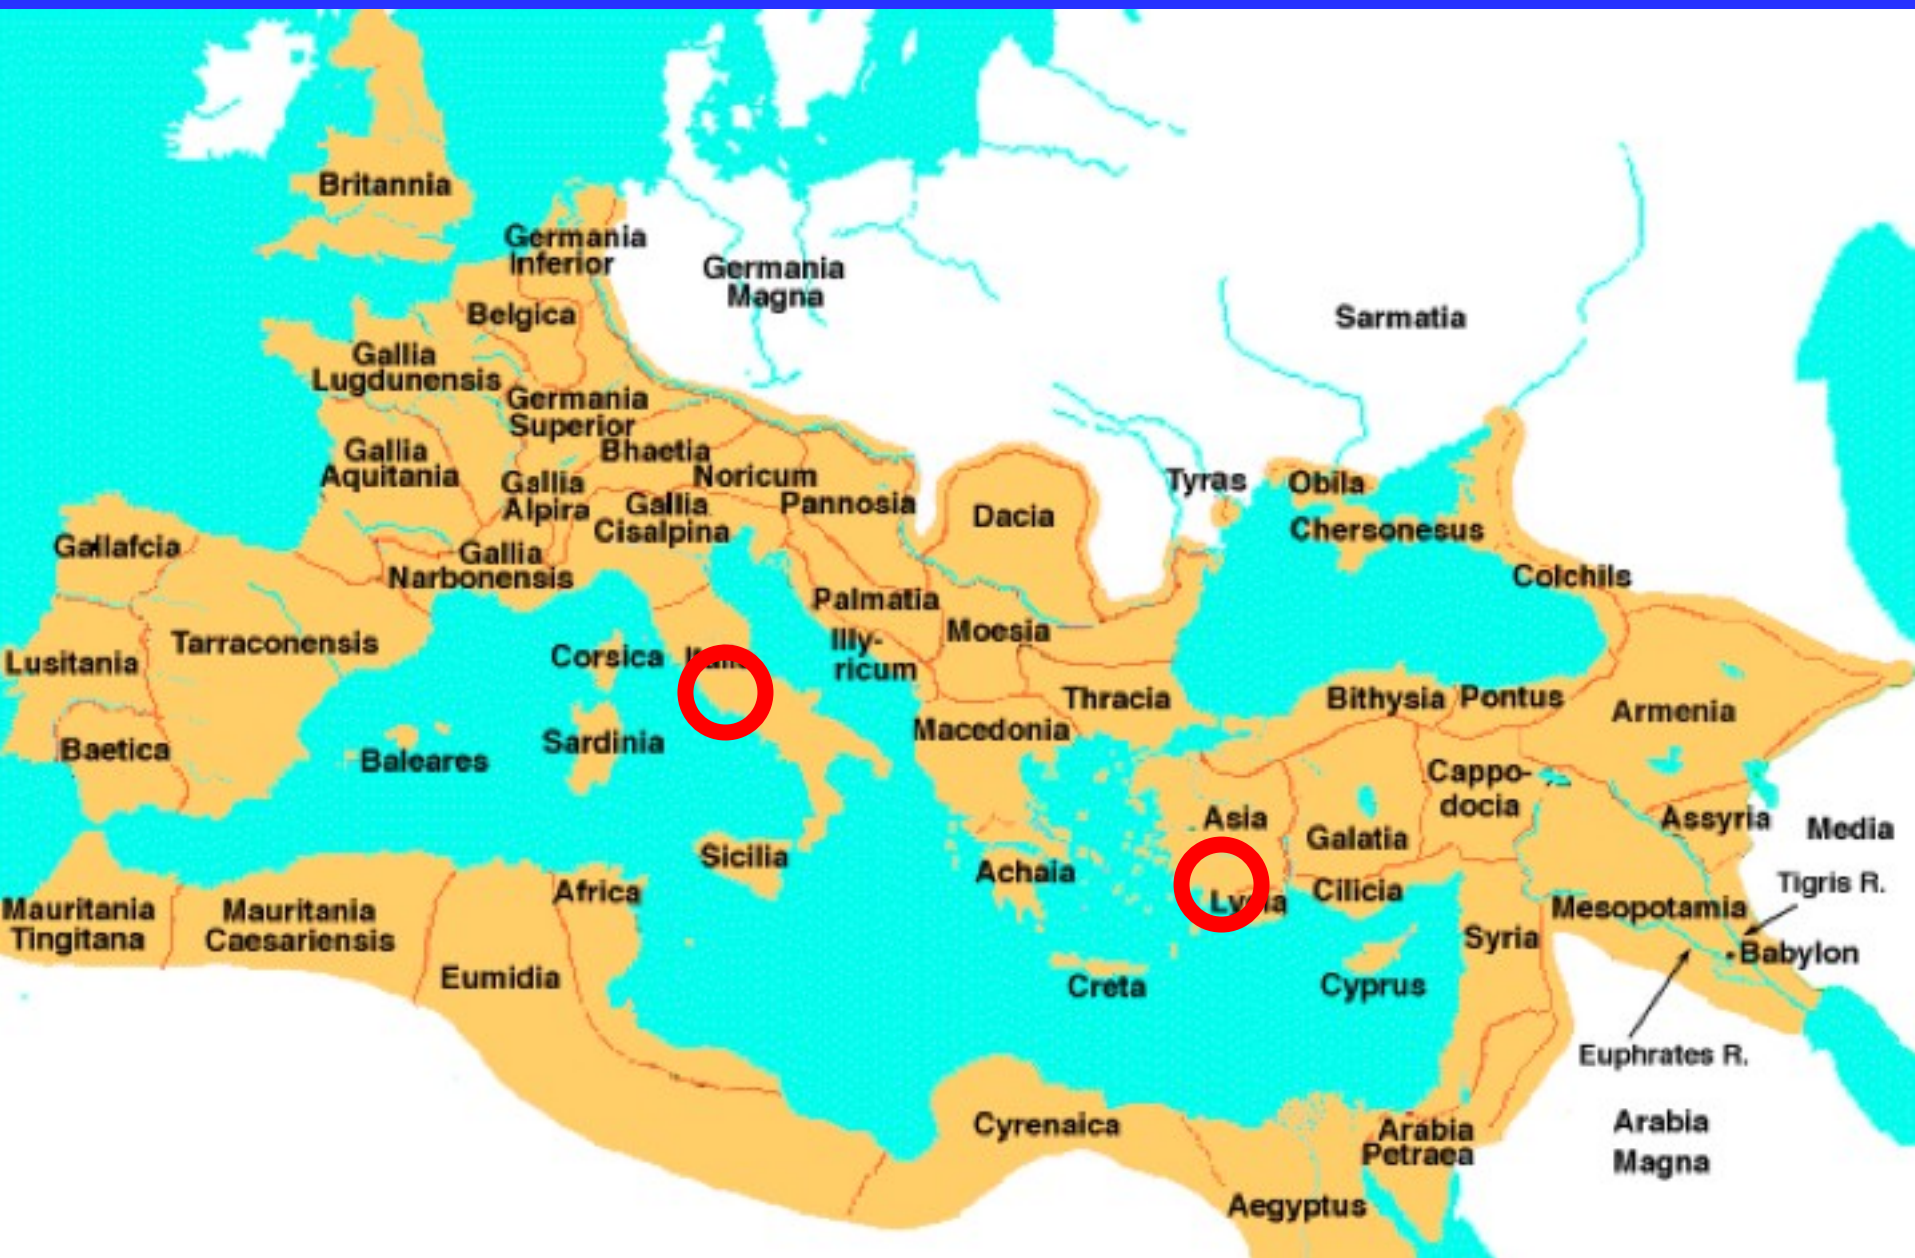 Britannia
Germania
Inferior
Germania
Magna
Belgica
Sarmatia
Gallia
Lugdunensis
Germania
Superior
Gallia
Aquitania
Bhaetia
Noricum
Gallia
Alpira
Gallia
Cisalpina
Pannosia
Dacia
Tyras
Obila
Chersonesus
Gallafcia
Gallia
Narbonensis
Colchils
Palmatia
Moesia
Illy-
ricum
Tarraconensis
Lusitania
Corsica
Thracia
Bithysia
Pontus
Armenia
Macedonia
Baetica
Baleares
Sardinia
Cappo-
docia
Asia
Galatia
Assyria
Media
Sicilia
Achaia
Africa
Cilicia
Tigris R.
Mauritania
Tingitana
Mauritania
Caesariensis
Mesopotamia
Syria
Babylon
Eumidia
Creta
Cyprus
Euphrates R.
Cyrenaica
Arabia
Petraea
Arabia
Magna
Aegyptus